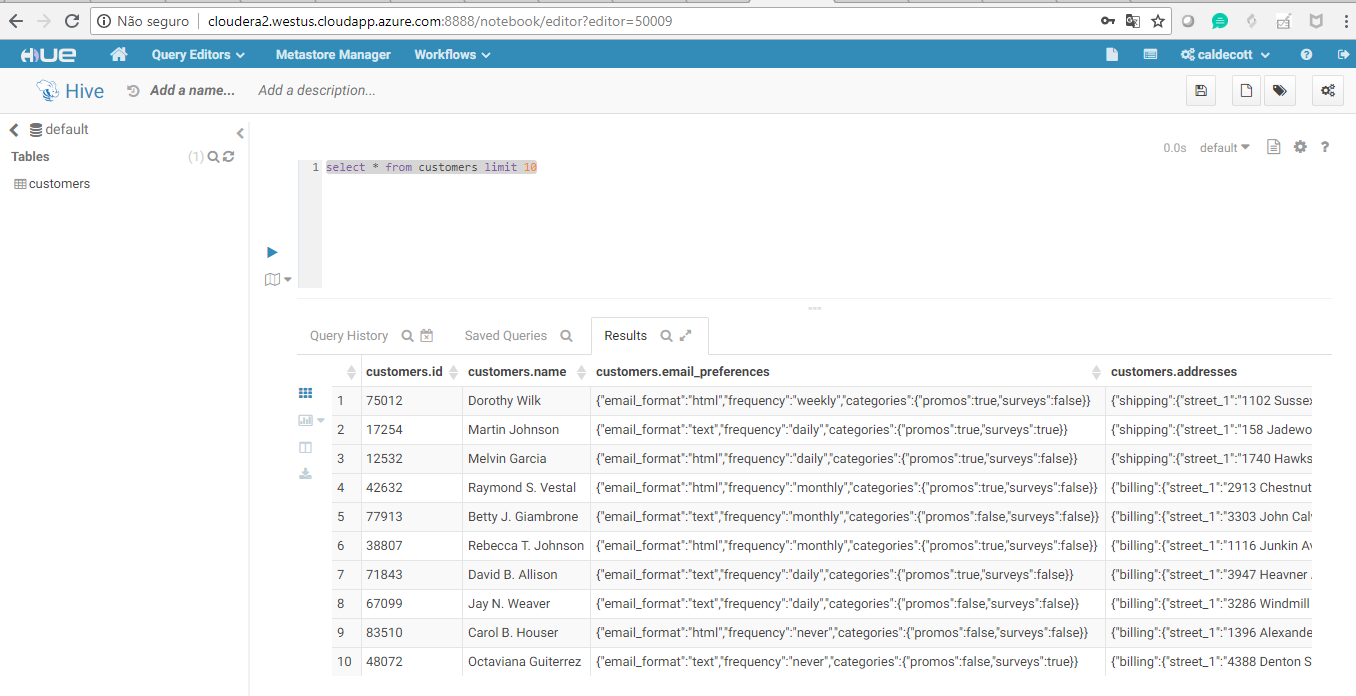 Não seguro cloudera2.westus.cloudapp.azure.com:8888/notebook/editor?editor=50009
HUE Query Editors Metastore Manager Workflows caldecott
Hive Add a name... Add a description...
default
Tables (1)
customers
0.0s default ?
1 select * from customers limit 10
Query History Saved Queries Results
customers.id customers.name customers.email_preferences customers.addresses
1 75012 Dorothy Wilk {"email_format":"html","frequency":"weekly","categories":{"promos":true,"surveys":false}} {"shipping":{"street_1":"1102 Sussex
2 17254 Martin Johnson {"email_format":"text","frequency":"daily","categories":{"promos":true,"surveys":true}} {"shipping":{"street_1":"158 Jadewo
3 12532 Melvin Garcia {"email_format":"html","frequency":"daily","categories":{"promos":true,"surveys":false}} {"shipping":{"street_1":"1740 Hawks
4 42632 Raymond S. Vestal {"email_format":"html","frequency":"monthly","categories":{"promos":true,"surveys":false}} {"billing":{"street_1":"2913 Chestnut
5 77913 Betty J. Giambrone {"email_format":"text","frequency":"monthly","categories":{"promos":false,"surveys":false}} {"billing":{"street_1":"3303 John Calv
6 38807 Rebecca T. Johnson {"email_format":"html","frequency":"monthly","categories":{"promos":true,"surveys":false}} {"billing":{"street_1":"1116 Junkin Av
7 71843 David B. Allison {"email_format":"text","frequency":"daily","categories":{"promos":true,"surveys":false}} {"billing":{"street_1":"3947 Heavner
8 67099 Jay N. Weaver {"email_format":"text","frequency":"daily","categories":{"promos":false,"surveys":false}} {"billing":{"street_1":"3286 Windmill
9 83510 Carol B. Houser {"email_format":"html","frequency":"never","categories":{"promos":false,"surveys":false}} {"billing":{"street_1":"1396 Alexande
10 48072 Octaviana Guiterrez {"email_format":"text","frequency":"never","categories":{"promos":false,"surveys":true}} {"billing":{"street_1":"4388 Denton S